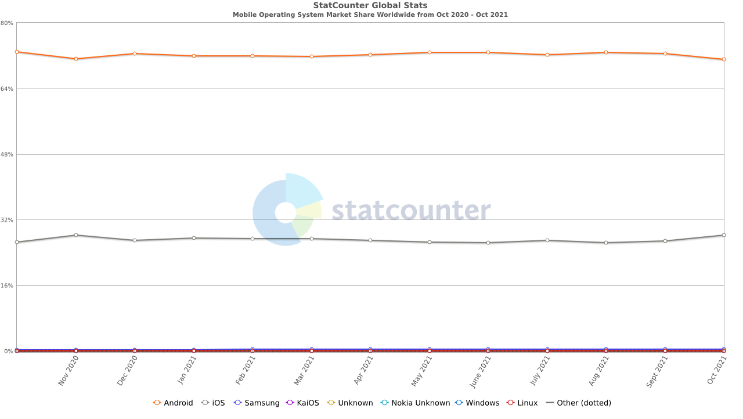 StatCounter Global Stats
Mobile Operating System Market Share Worldwide from Oct 2020 - Oct 2021
80%
64%
48%
32%
16%
0%
statcounter
Nov 2020
Dec 2020
Jan 2021
Feb 2021
Mar 2021
Apr 2021
May 2021
June 2021
July 2021
Aug 2021
Sept 2021
Oct 2021
Android iOS Samsung KaiOS Unknown Nokia Unknown Windows Linux Other (dotted)